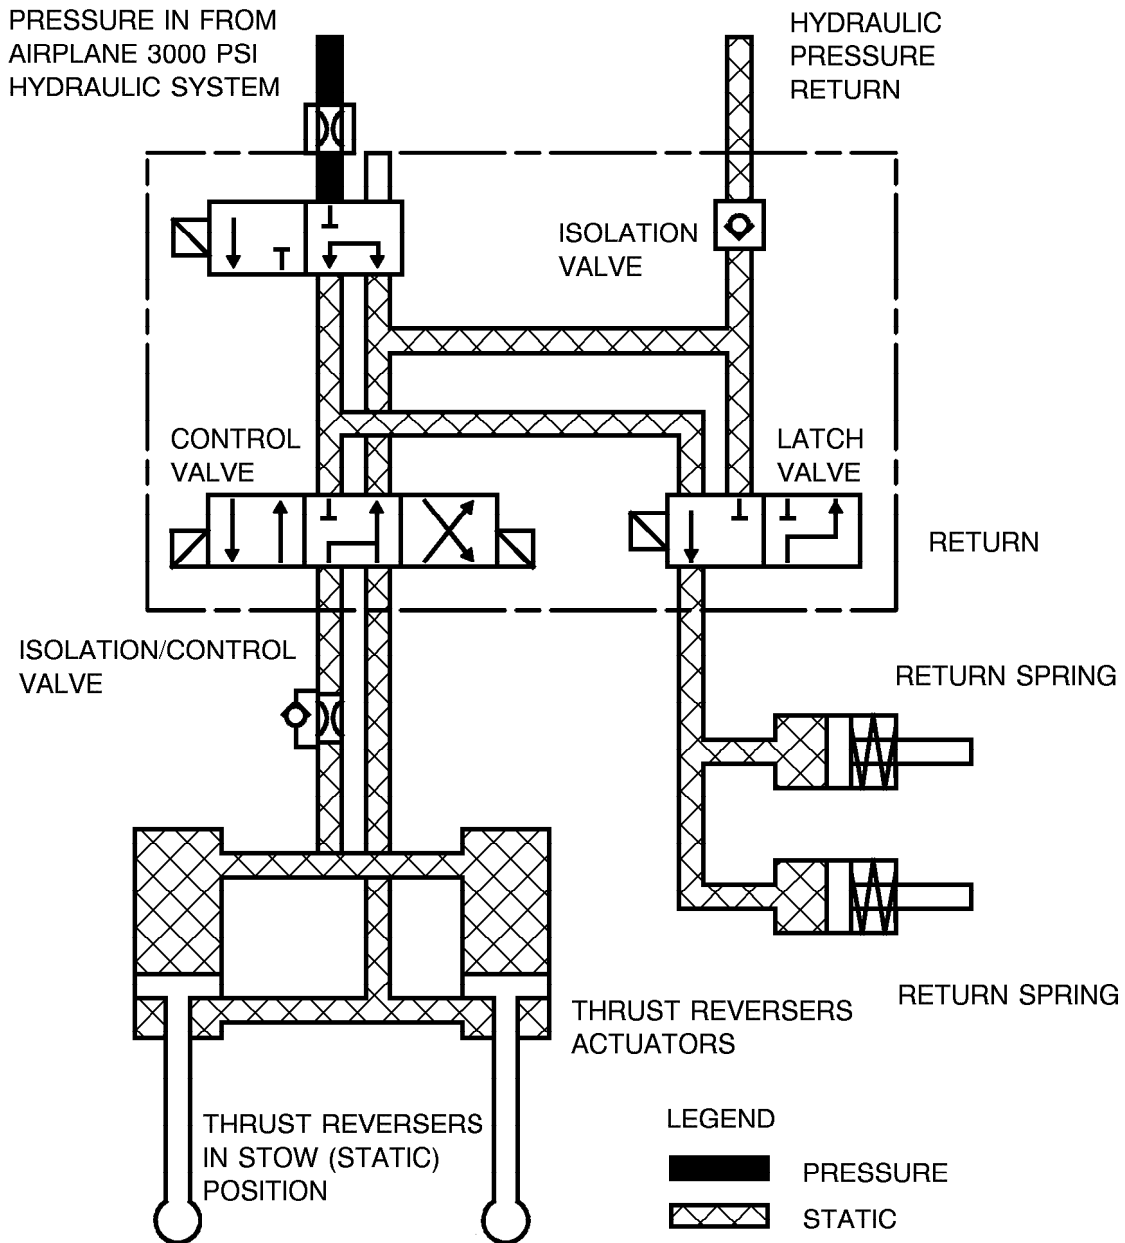 PRESSURE IN FROM
AIRPLANE 3000 PSI
HYDRAULIC SYSTEM
HYDRAULIC
PRESSURE
RETURN
ISOLATION
VALVE
CONTROL
VALVE
LATCH
VALVE
RETURN
ISOLATION/CONTROL
VALVE
RETURN SPRING
RETURN SPRING
THRUST REVERSERS
ACTUATORS
THRUST REVERSERS
IN STOW (STATIC)
POSITION
LEGEND
PRESSURE
STATIC